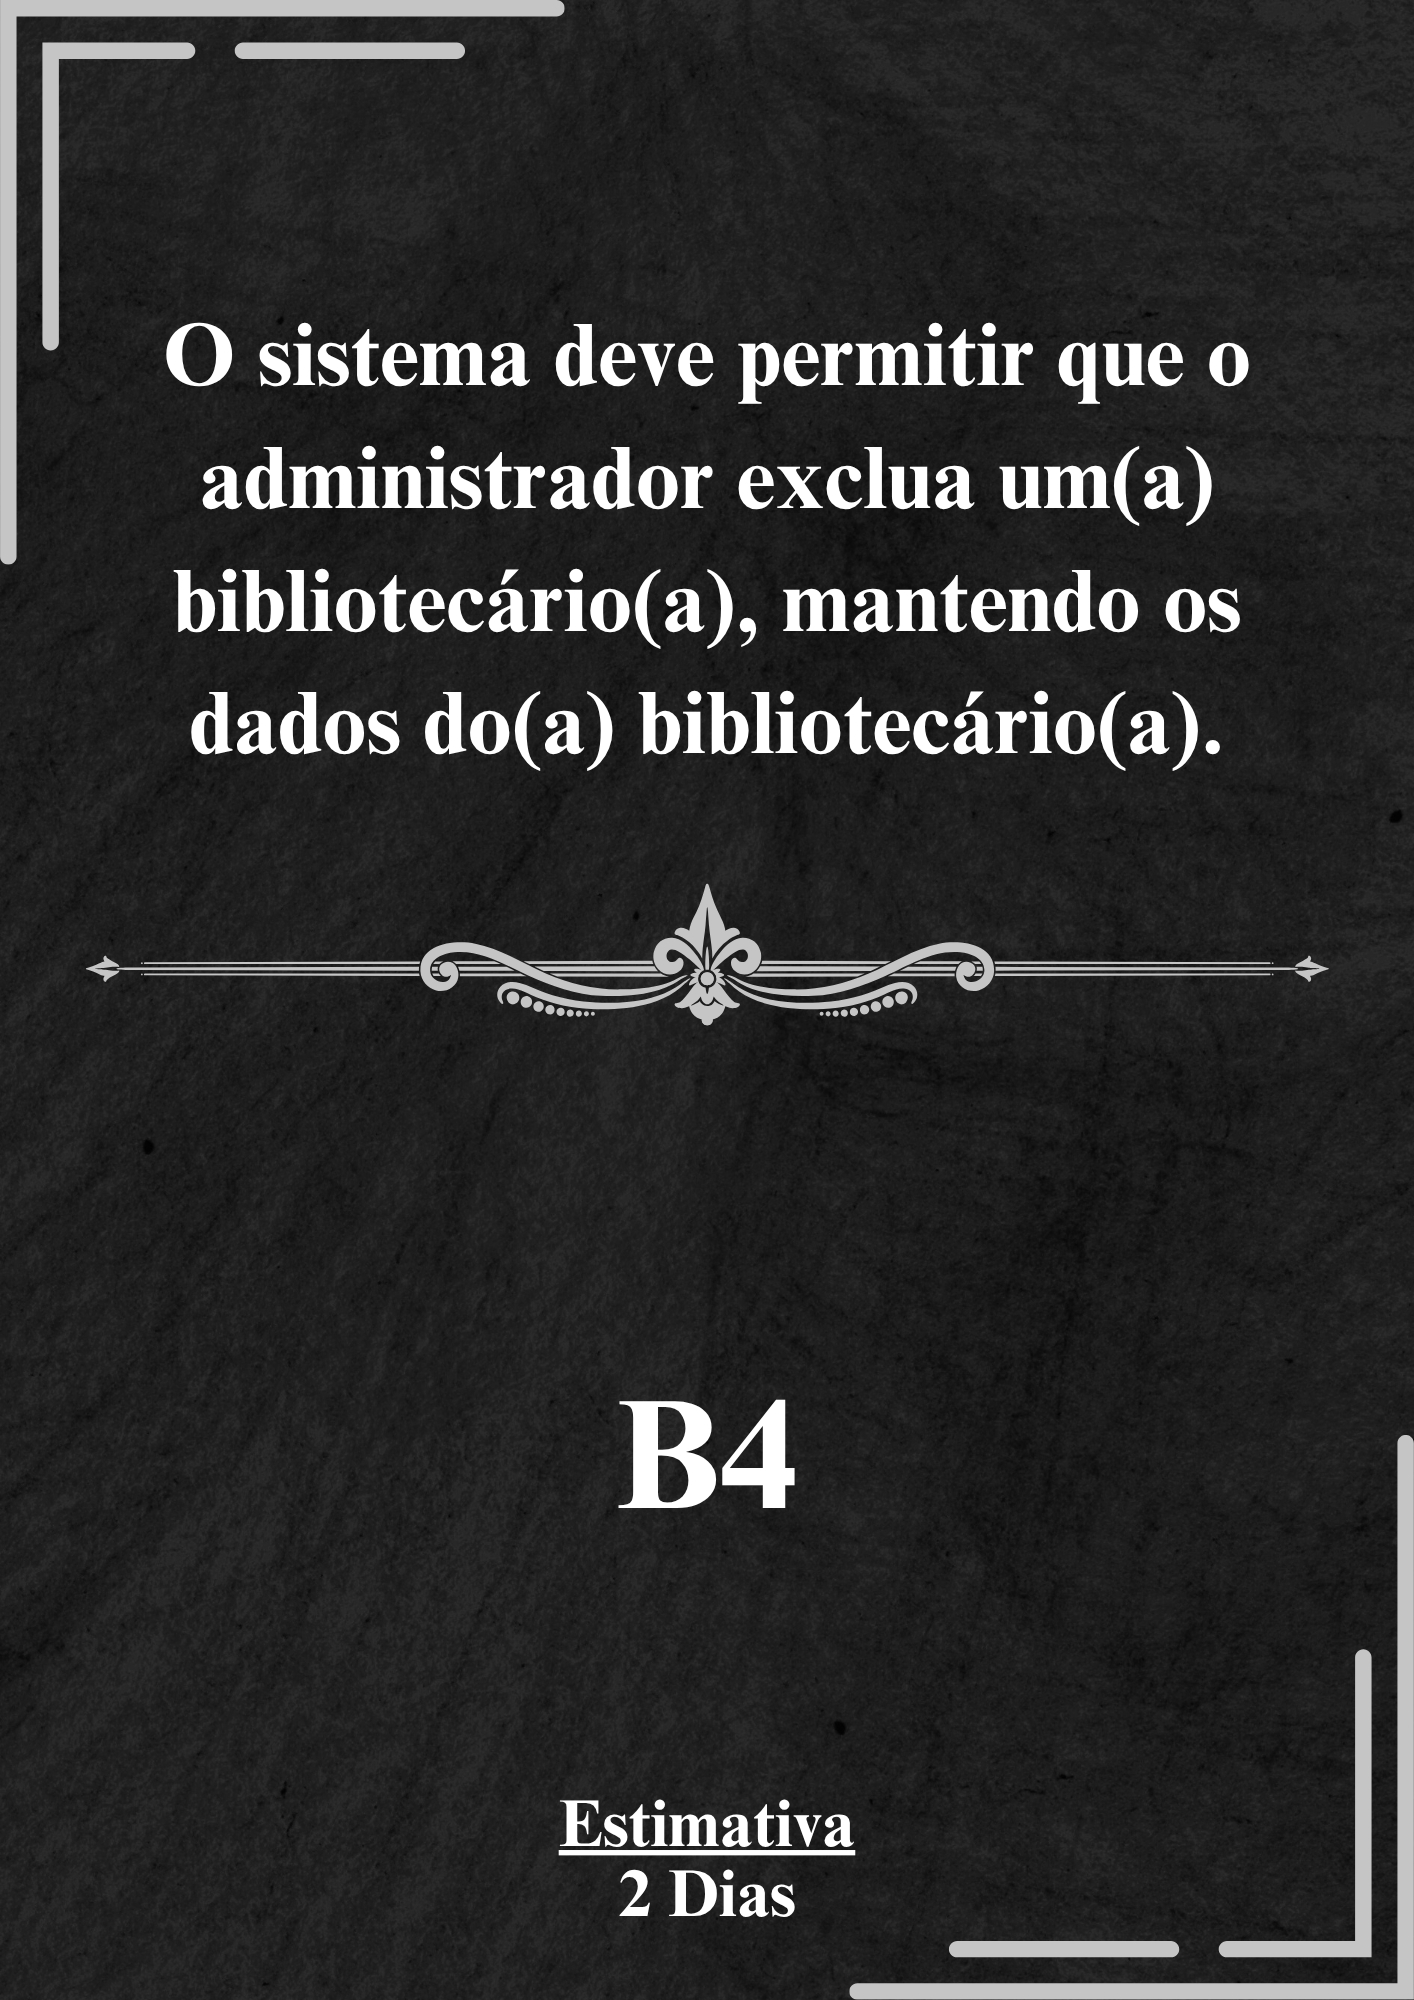 O sistema deve permitir que o
administrador exclua um(a)
bibliotecário(a), mantendo os
dados do(a) bibliotecário(a).
B4
Estimativa
2 Dias